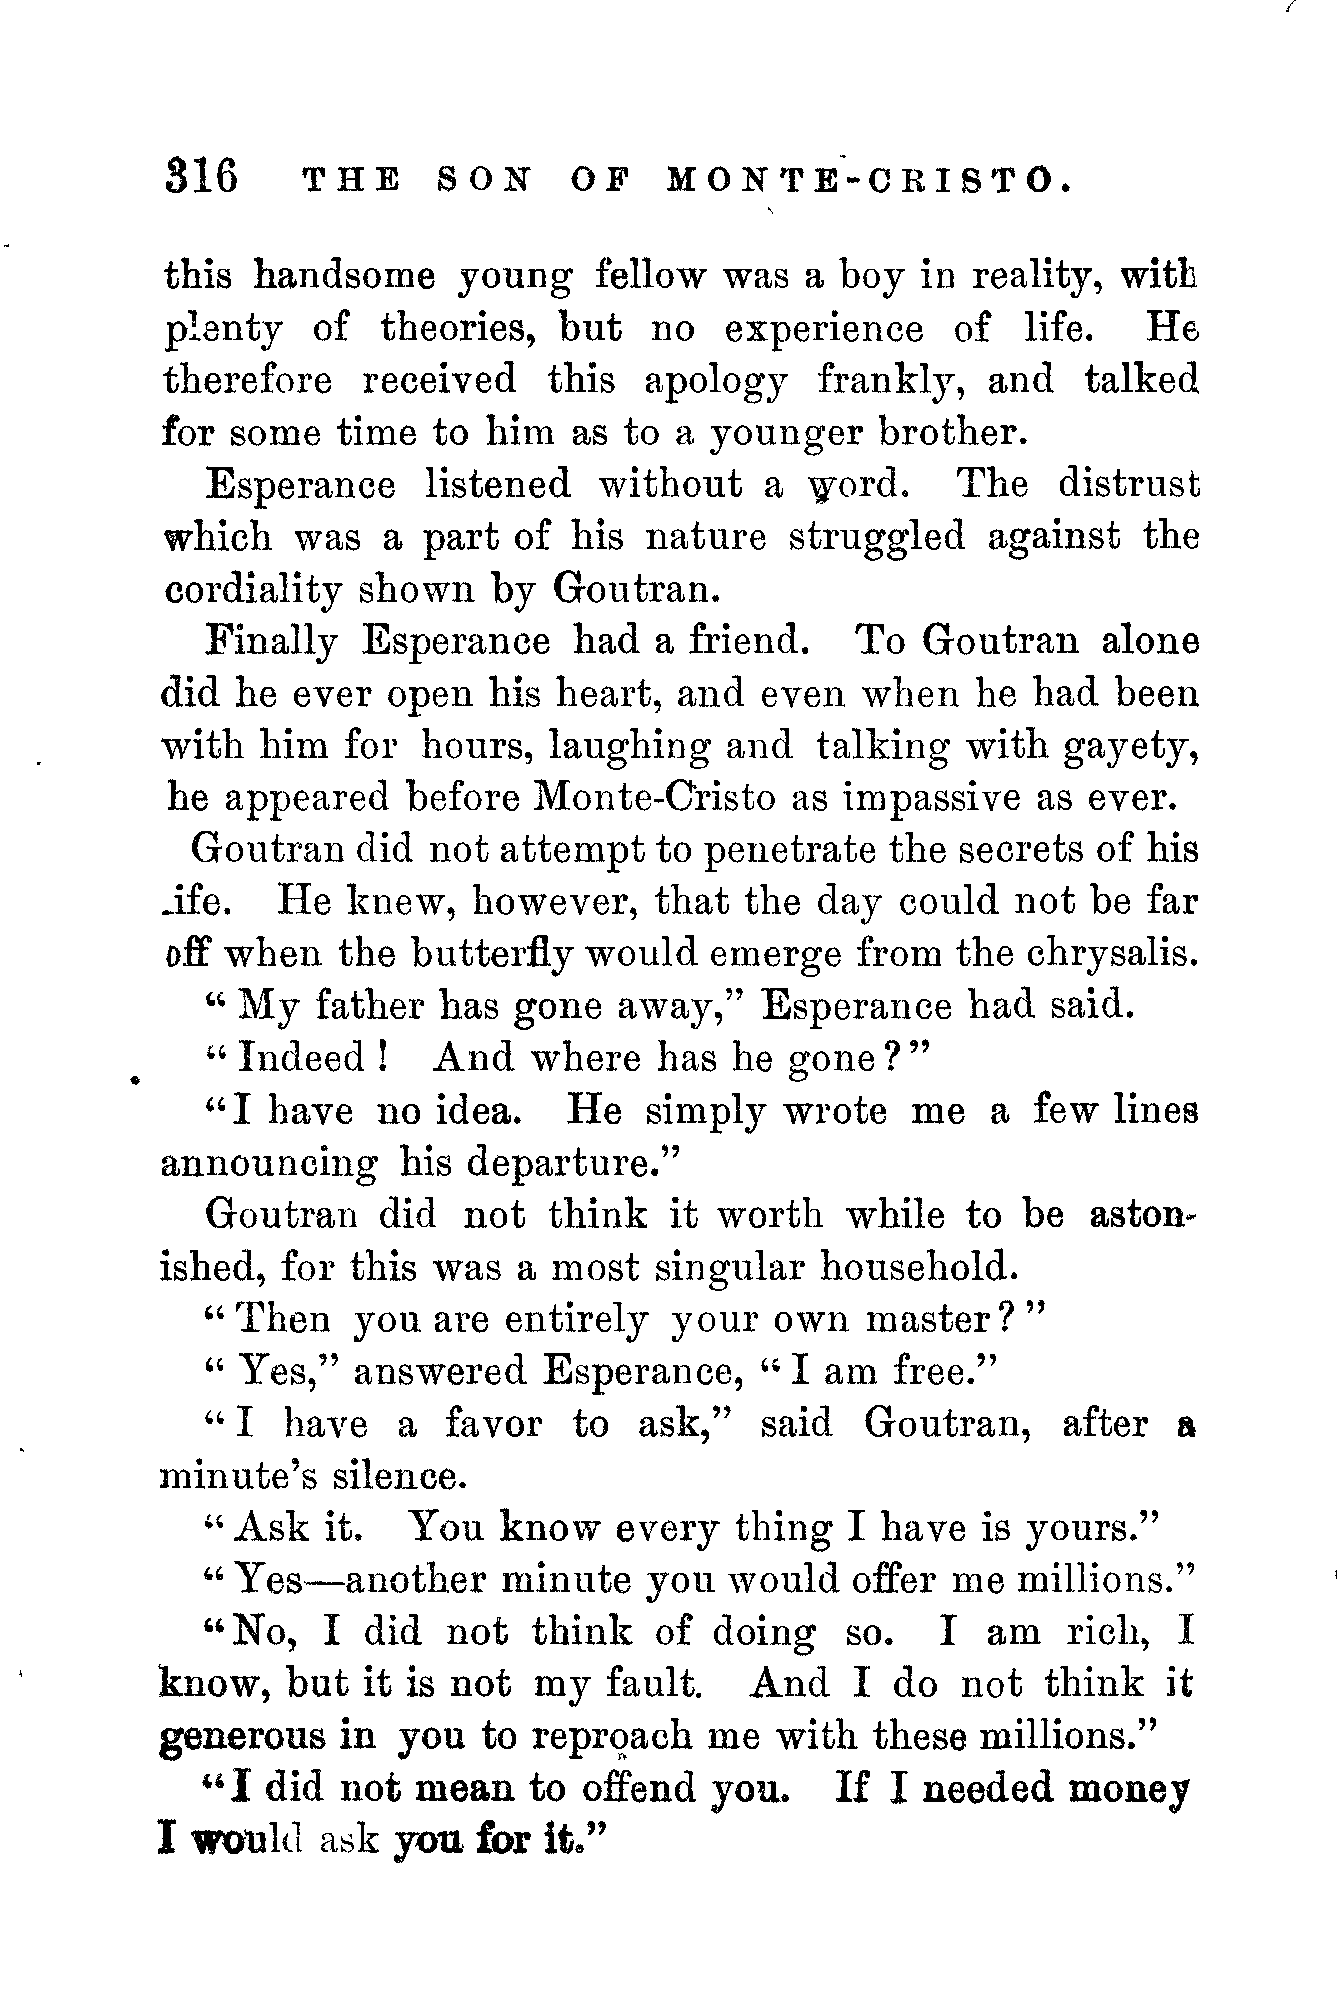 316 THE SON OF MONTE-CRISTO.
this handsome young fellow was a boy in reality, with
plenty of theories, but no experience of life. He
therefore received this apology frankly, and talked
for some time to him as to a younger brother.
Esperance listened without a word. The distrust
which was a part of his nature struggled against the
cordiality shown by Goutran.
Finally Esperance had a friend. To Goutran alone
did he ever open his heart, and even when he had been
with him for hours, laughing and talking with gayety,
he appeared before Monte-Cristo as impassive as ever.
Goutran did not attempt to penetrate the secrets of his
life. He knew, however, that the day could not be far
off when the butterfly would emerge from the chrysalis.
“My father has gone away,” Esperance had said.
“Indeed! And where has he gone?”
“I have no idea. He simply wrote me a few lines
announcing his departure.”
Goutran did not think it worth while to be aston-
ished, for this was a most singular household.
“Then you are entirely your own master?”
“Yes,” answered Esperance, “I am free.”
“I have a favor to ask,” said Goutran, after a
minute’s silence.
“Ask it. You know every thing I have is yours.”
“Yes—another minute you would offer me millions.”
“No, I did not think of doing so. I am rich, I
know, but it is not my fault. And I do not think it
generous in you to reproach me with these millions.”
“I did not mean to offend you. If I needed money
I would ask you for it.”